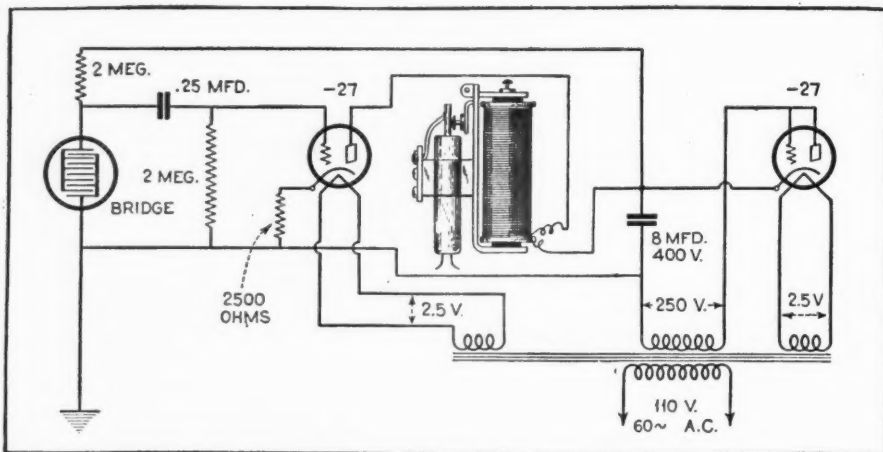 2 MEG.
.25 MFD.
-27
-27
2 MEG.
BRIDGE
2500
OHMS
2.5 V.
8 MFD.
400 V.
250 V.
2.5 V
110 V.
60~ A.C.